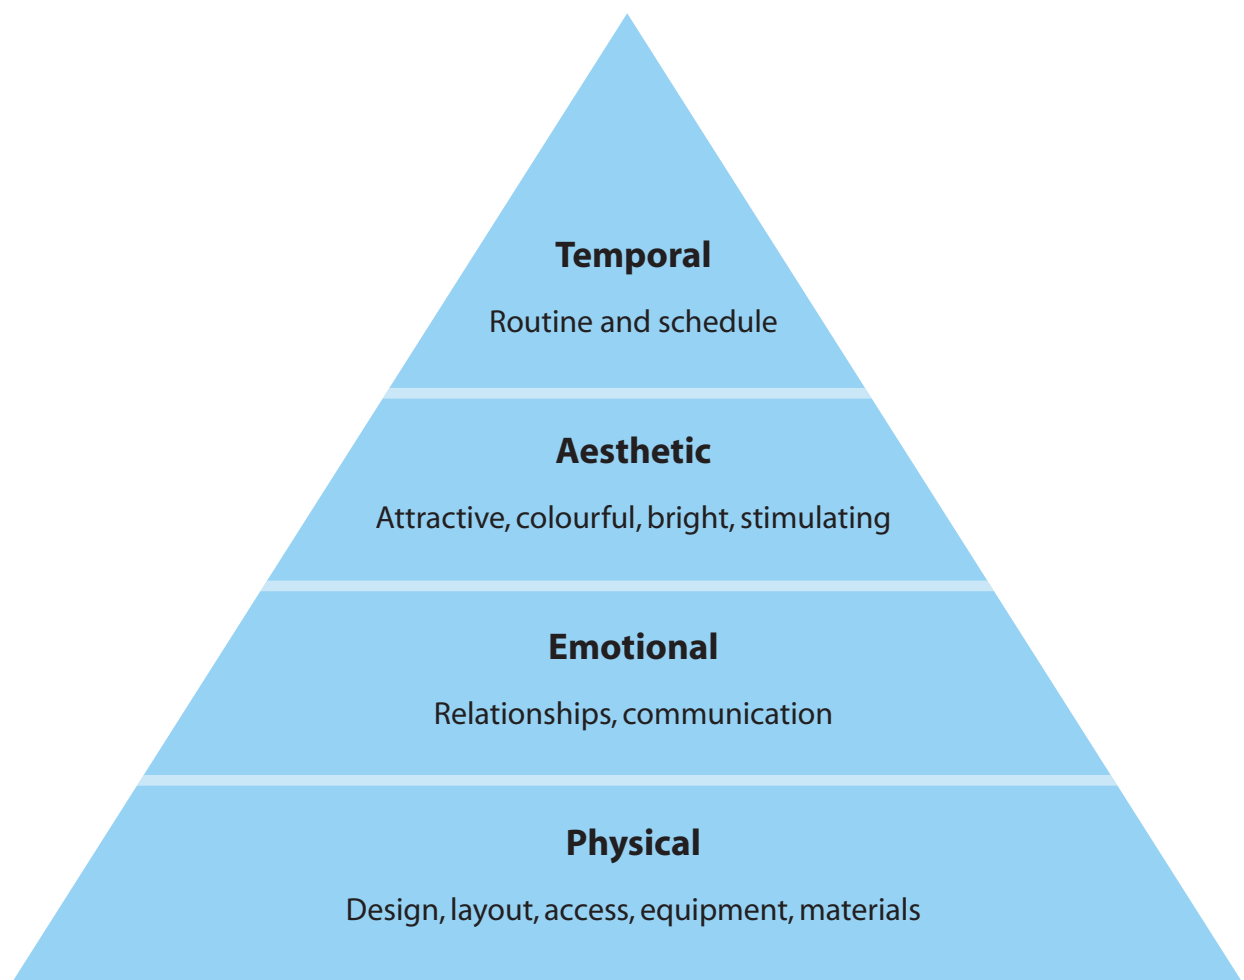 Temporal
Routine and schedule
Aesthetic
Attractive, colourful, bright, stimulating
Emotional
Relationships, communication
Physical
Design, layout, access, equipment, materials